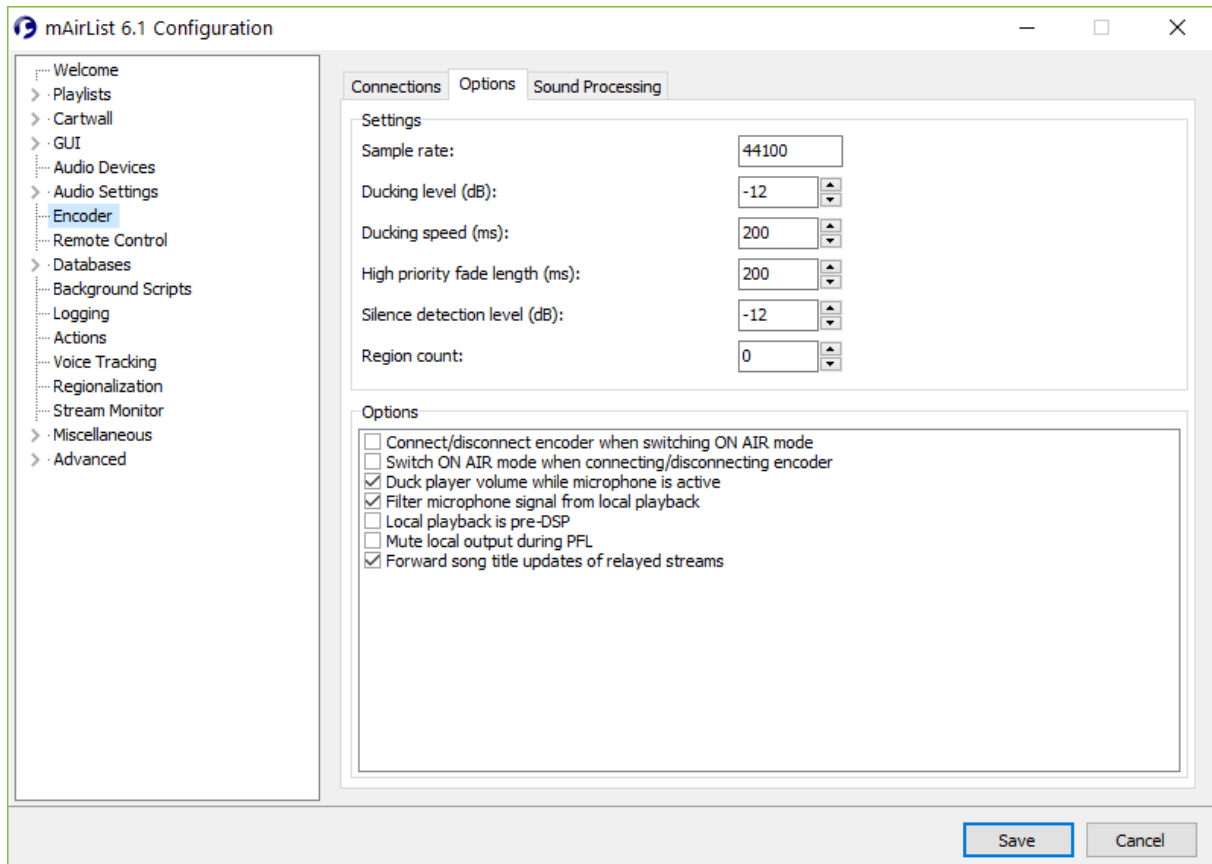 mAirList 6.1 Configuration
Welcome
Playlists
Cartwall
GUI
Audio Devices
Audio Settings
Encoder
Remote Control
Databases
Background Scripts
Logging
Actions
Voice Tracking
Regionalization
Stream Monitor
Miscellaneous
Advanced
Connections Options Sound Processing
Settings
Sample rate: 44100
Ducking level (dB): -12
Ducking speed (ms): 200
High priority fade length (ms): 200
Silence detection level (dB): -12
Region count: 0
Options
Connect/disconnect encoder when switching ON AIR mode
Switch ON AIR mode when connecting/disconnecting encoder
Duck player volume while microphone is active
Filter microphone signal from local playback
Local playback is pre-DSP
Mute local output during PFL
Forward song title updates of relayed streams
Save Cancel